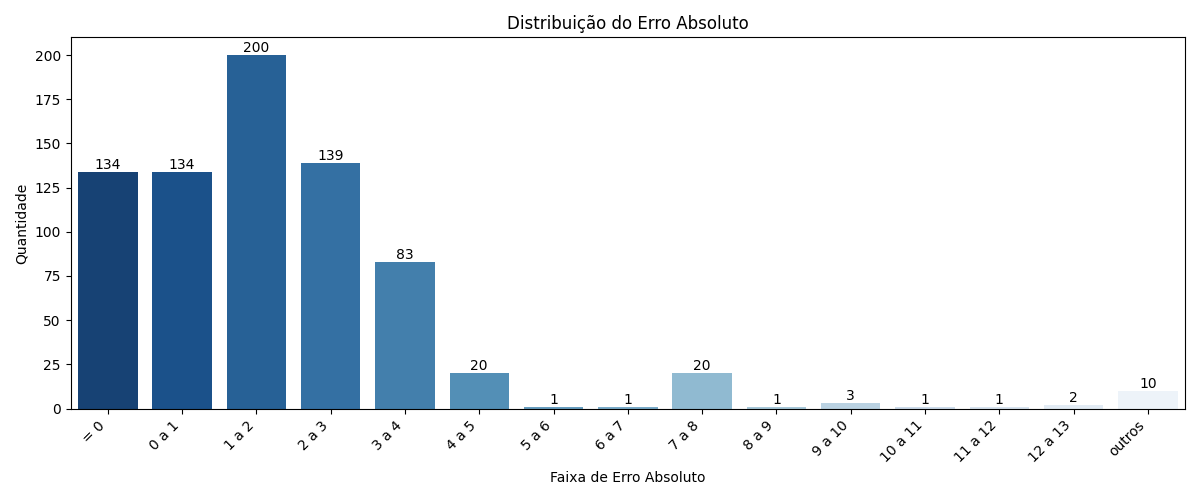 Distribuição do Erro Absoluto
Quantidade
200
175
150
125
100
75
50
25
0
134
134
200
139
83
20
1
1
20
1
3
1
1
2
10
= 0
0 a 1
1 a 2
2 a 3
3 a 4
4 a 5
5 a 6
6 a 7
7 a 8
8 a 9
9 a 10
10 a 11
11 a 12
12 a 13
outros
Faixa de Erro Absoluto